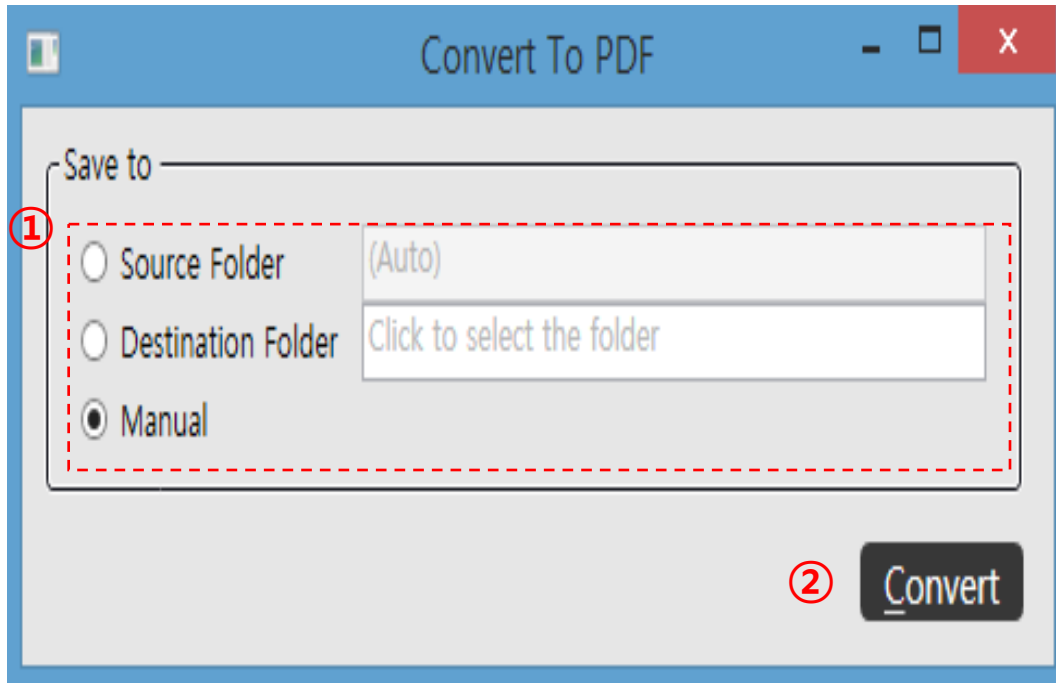 Convert To PDF
Save to
①
Source Folder (Auto)
Destination Folder Click to select the folder
Manual
② Convert